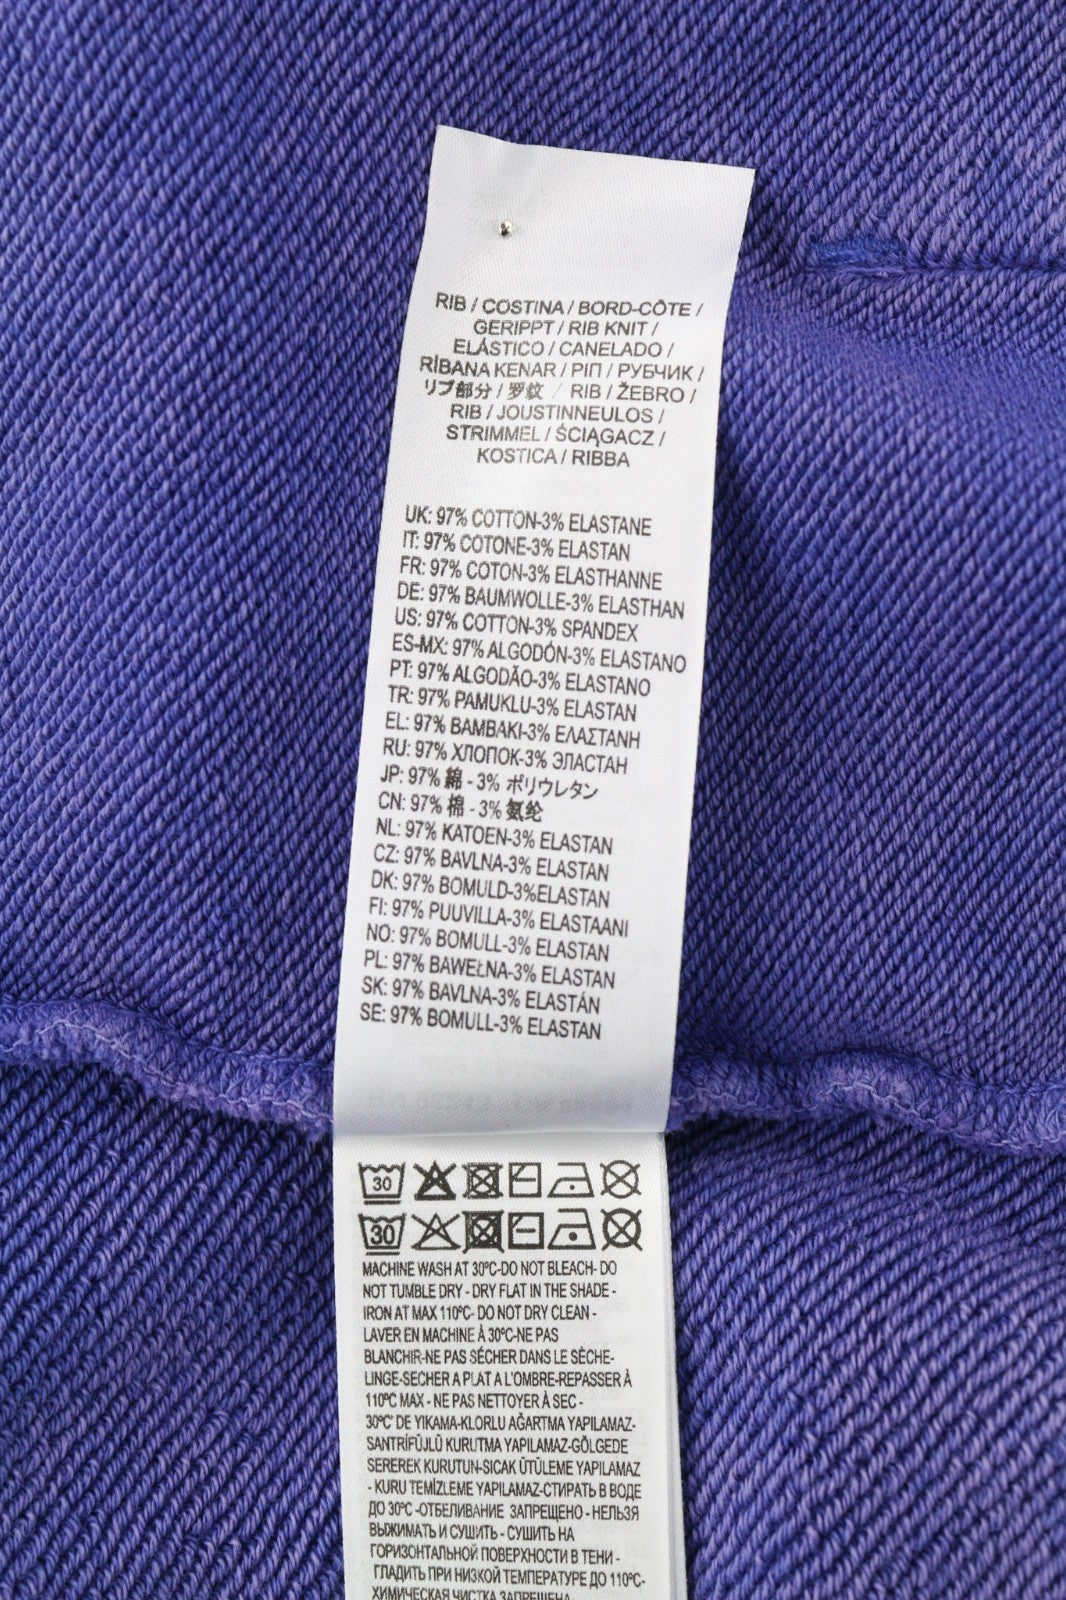 RIB / COSTINA / BORD-CÔTE /
GERIPPT / RIB KNIT /
ELÁSTICO / CANELADO /
RİBANA KENAR / ΡΙΠ / РУБЧИК /
リブ部分 / 罗纹 / RIB / ŽEBRO /
RIB / JOUSTINNEULOS /
STRIMMEL / ŚCIĄGACZ /
KOSTICA / RIBBA
UK: 97% COTTON-3% ELASTANE
IT: 97% COTONE-3% ELASTAN
FR: 97% COTON-3% ELASTHANNE
DE: 97% BAUMWOLLE-3% ELASTHAN
US: 97% COTTON-3% SPANDEX
ES-MX: 97% ALGODÓN-3% ELASTANO
PT: 97% ALGODÃO-3% ELASTANO
TR: 97% PAMUKLU-3% ELASTAN
EL: 97% ΒΑΜΒΑΚΙ-3% ΕΛΑΣΤΑΝΗ
RU: 97% ХЛОПОК-3% ЭЛАСТАН
JP: 97% 綿 - 3% ポリウレタン
CN: 97% 棉 - 3% 氨纶
NL: 97% KATOEN-3% ELASTAN
CZ: 97% BAVLNA-3% ELASTAN
DK: 97% BOMULD-3%ELASTAN
FI: 97% PUUVILLA-3% ELASTAANI
NO: 97% BOMULL-3% ELASTAN
PL: 97% BAWEŁNA-3% ELASTAN
SK: 97% BAVLNA-3% ELASTÁN
SE: 97% BOMULL-3% ELASTAN
30
30
MACHINE WASH AT 30ºC-DO NOT BLEACH- DO
NOT TUMBLE DRY - DRY FLAT IN THE SHADE -
IRON AT MAX 110ºC- DO NOT DRY CLEAN -
LAVER EN MACHINE À 30ºC-NE PAS
BLANCHIR-NE PAS SÉCHER DANS LE SÈCHE-
LINGE-SECHER A PLAT A L'OMBRE-REPASSER À
110ºC MAX - NE PAS NETTOYER À SEC -
30ºC' DE YIKAMA-KLORLU AĞARTMA YAPILAMAZ-
SANTRİFÜJLÜ KURUTMA YAPILAMAZ-GÖLGEDE
SEREREK KURUTUN-SICAK ÜTÜLEME YAPILAMAZ
- KURU TEMİZLEME YAPILAMAZ-СТИРАТЬ В ВОДЕ
ДО 30ºC -ОТБЕЛИВАНИЕ ЗАПРЕЩЕНО - НЕЛЬЗЯ
ВЫЖИМАТЬ И СУШИТЬ - СУШИТЬ НА
ГОРИЗОНТАЛЬНОЙ ПОВЕРХНОСТИ В ТЕНИ -
ГЛАДИТЬ ПРИ НИЗКОЙ ТЕМПЕРАТУРЕ ДО 110ºC-
ХИМИЧЕСКАЯ ЧИСТКА ЗАПРЕЩЕНА